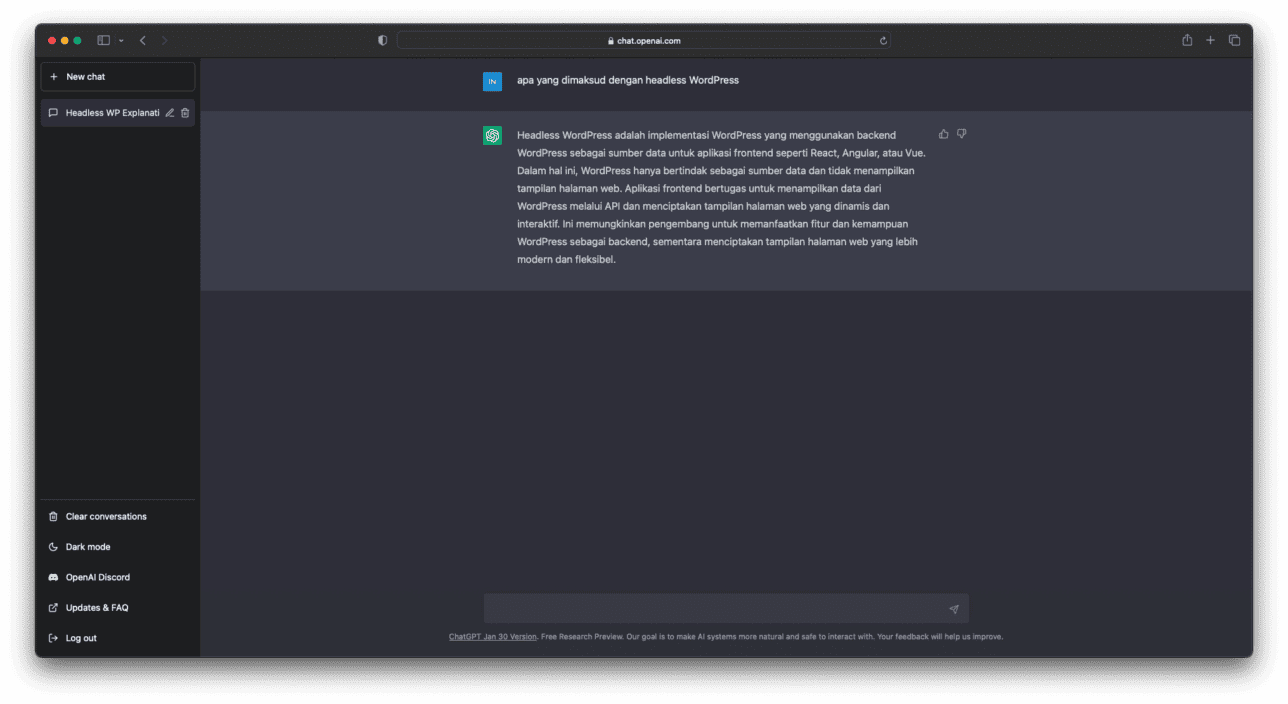 chat.openai.com
New chat
Headless WP Explanati
IN
apa yang dimaksud dengan headless WordPress
Headless WordPress adalah implementasi WordPress yang menggunakan backend
WordPress sebagai sumber data untuk aplikasi frontend seperti React, Angular, atau Vue.
Dalam hal ini, WordPress hanya bertindak sebagai sumber data dan tidak menampilkan
tampilan halaman web. Aplikasi frontend bertugas untuk menampilkan data dari
WordPress melalui API dan menciptakan tampilan halaman web yang dinamis dan
interaktif. Ini memungkinkan pengembang untuk memanfaatkan fitur dan kemampuan
WordPress sebagai backend, sementara menciptakan tampilan halaman web yang lebih
modern dan fleksibel.
Clear conversations
Dark mode
OpenAI Discord
Updates & FAQ
Log out
ChatGPT Jan 30 Version. Free Research Preview. Our goal is to make AI systems more natural and safe to interact with. Your feedback will help us improve.